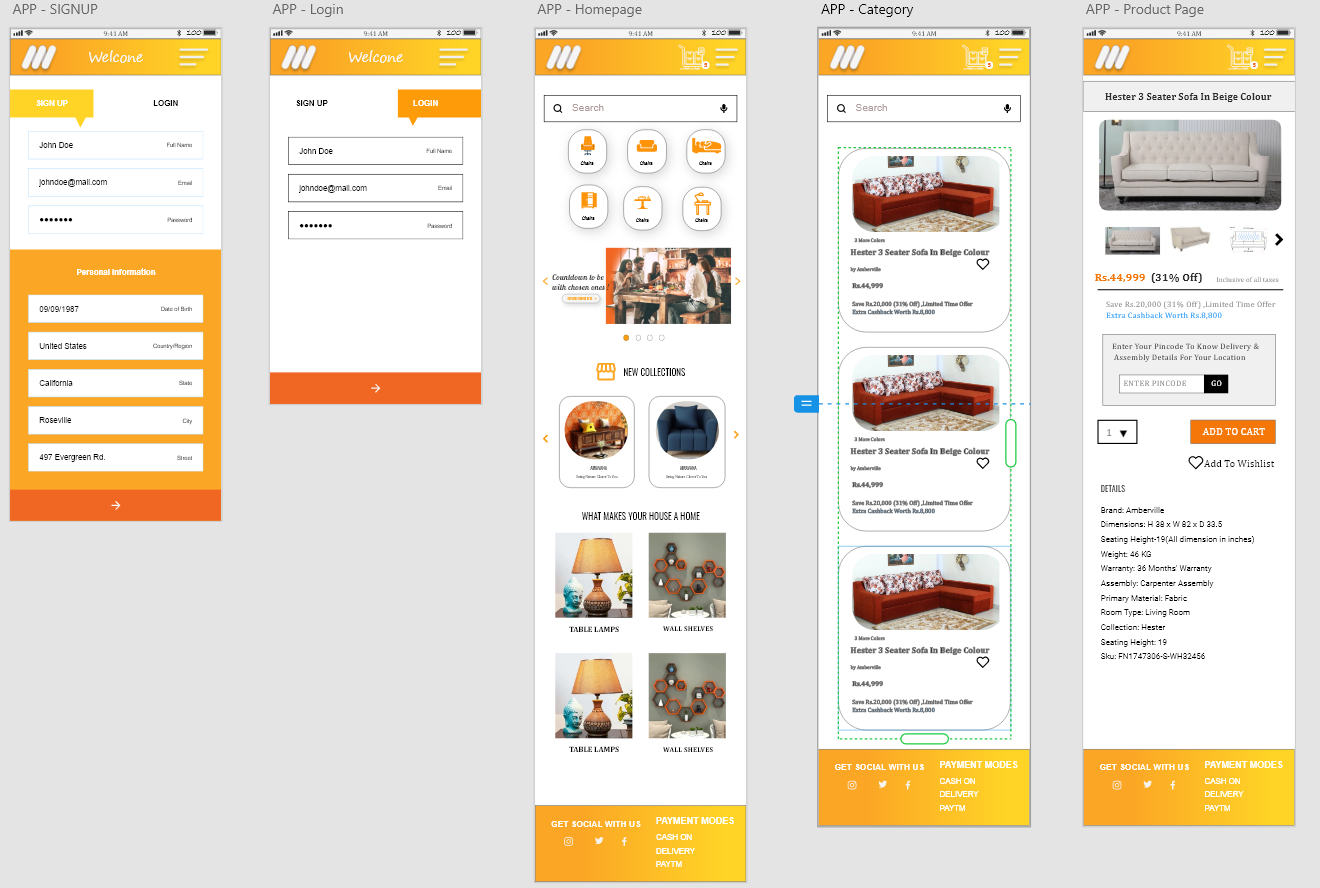 APP - SIGNUP
9:41 AM
100
Welcome
SIGN UP
LOGIN
John Doe
Full Name
johndoe@mail.com
Email
•••••••
Password
Personal Information
09/09/1987
Date of Birth
United States
Country/Region
California
State
Roseville
City
497 Evergreen Rd.
Street
APP - Login
9:41 AM
100
Welcome
SIGN UP
LOGIN
John Doe
Full Name
johndoe@mail.com
Email
•••••••
Password
APP - Homepage
9:41 AM
100
Search
Chairs
Chairs
Chairs
Chairs
Chairs
Chairs
Countdown to be
with chosen ones!
NEW COLLECTIONS
WHAT MAKES YOUR HOUSE A HOME
TABLE LAMPS
WALL SHELVES
TABLE LAMPS
WALL SHELVES
GET SOCIAL WITH US
PAYMENT MODES
CASH ON
DELIVERY
PAYTM
APP - Category
9:41 AM
100
Search
3 More Colors
Hester 3 Seater Sofa In Beige Colour
by Amberville
Rs.44,999
Save Rs.20,000 (31% Off) ,Limited Time Offer
Extra Cashback Worth Rs.8,800
3 More Colors
Hester 3 Seater Sofa In Beige Colour
by Amberville
Rs.44,999
Save Rs.20,000 (31% Off) ,Limited Time Offer
Extra Cashback Worth Rs.8,800
3 More Colors
Hester 3 Seater Sofa In Beige Colour
by Amberville
Rs.44,999
Save Rs.20,000 (31% Off) ,Limited Time Offer
Extra Cashback Worth Rs.8,800
GET SOCIAL WITH US
PAYMENT MODES
CASH ON
DELIVERY
PAYTM
APP - Product Page
9:41 AM
100
Hester 3 Seater Sofa In Beige Colour
Rs.44,999 (31% Off)
Inclusive of all taxes
Save Rs.20,000 (31% Off) ,Limited Time Offer
Extra Cashback Worth Rs.8,800
Enter Your Pincode To Know Delivery &
Assembly Details For Your Location
ENTER PINCODE
GO
1
ADD TO CART
Add To Wishlist
DETAILS
Brand: Amberville
Dimensions: H 38 x W 82 x D 33.5
Seating Height-19(All dimension in inches)
Weight: 46 KG
Warranty: 36 Months' Warranty
Assembly: Carpenter Assembly
Primary Material: Fabric
Room Type: Living Room
Collection: Hester
Seating Height: 19
Sku: FN1747306-S-WH32456
GET SOCIAL WITH US
PAYMENT MODES
CASH ON
DELIVERY
PAYTM